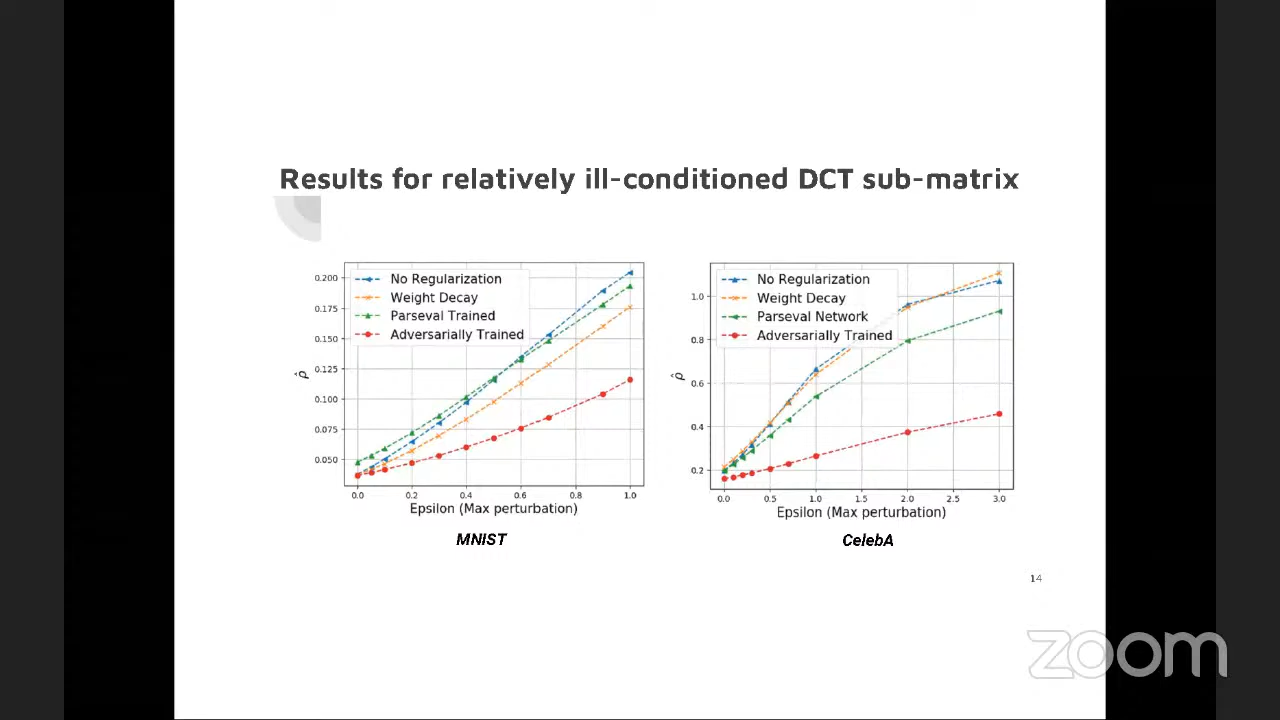 Results for relatively ill-conditioned DCT sub-matrix
No Regularization
Weight Decay
Parseval Trained
Adversarially Trained
0.200
0.175
0.150
0.125
0.100
0.075
0.050
ρ̂
0.0 0.2 0.4 0.6 0.8 1.0
Epsilon (Max perturbation)
MNIST
No Regularization
Weight Decay
Parseval Network
Adversarially Trained
1.0
0.8
0.6
0.4
0.2
ρ̂
0.0 0.5 1.0 1.5 2.0 2.5 3.0
Epsilon (Max perturbation)
CelebA
14
zoom